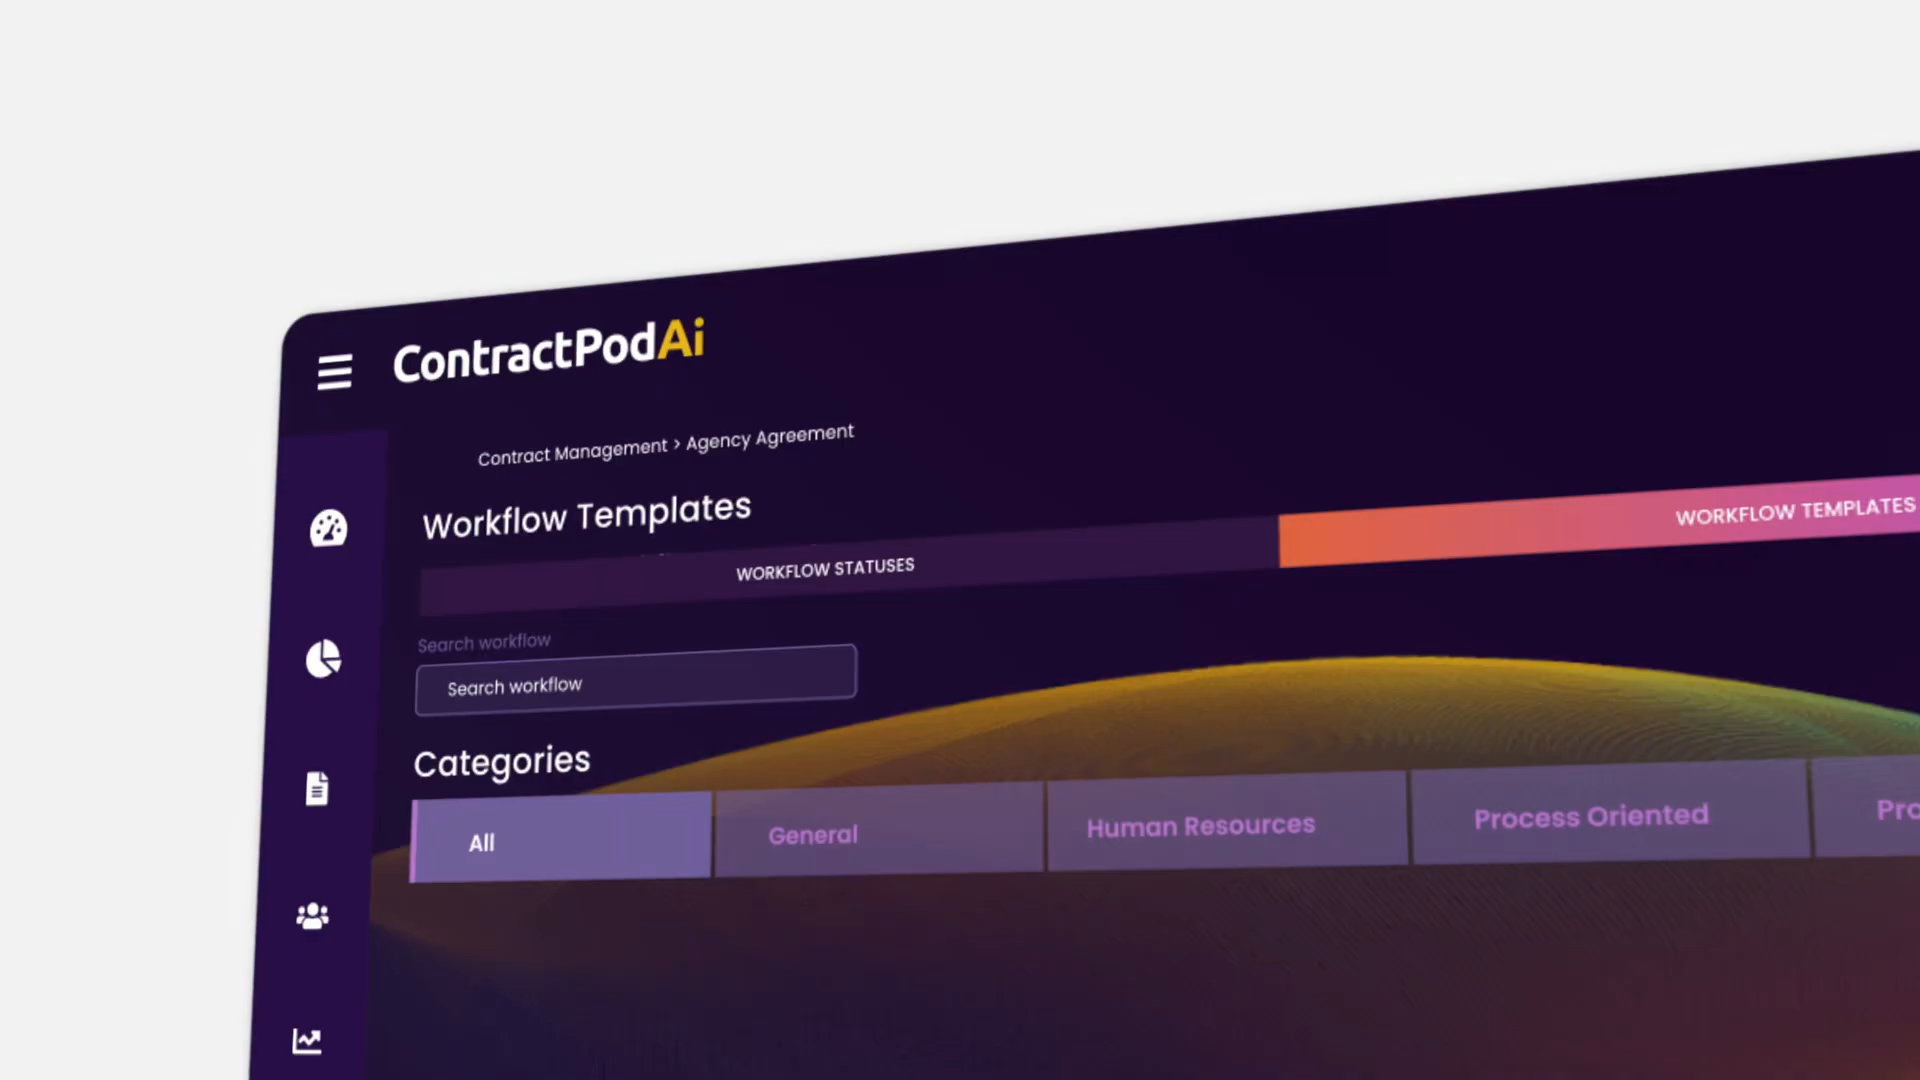 ContractPodAi
Contract Management > Agency Agreement
Workflow Templates
WORKFLOW STATUSES
WORKFLOW TEMPLATES
Search workflow
Search workflow
Categories
All
General
Human Resources
Process Oriented